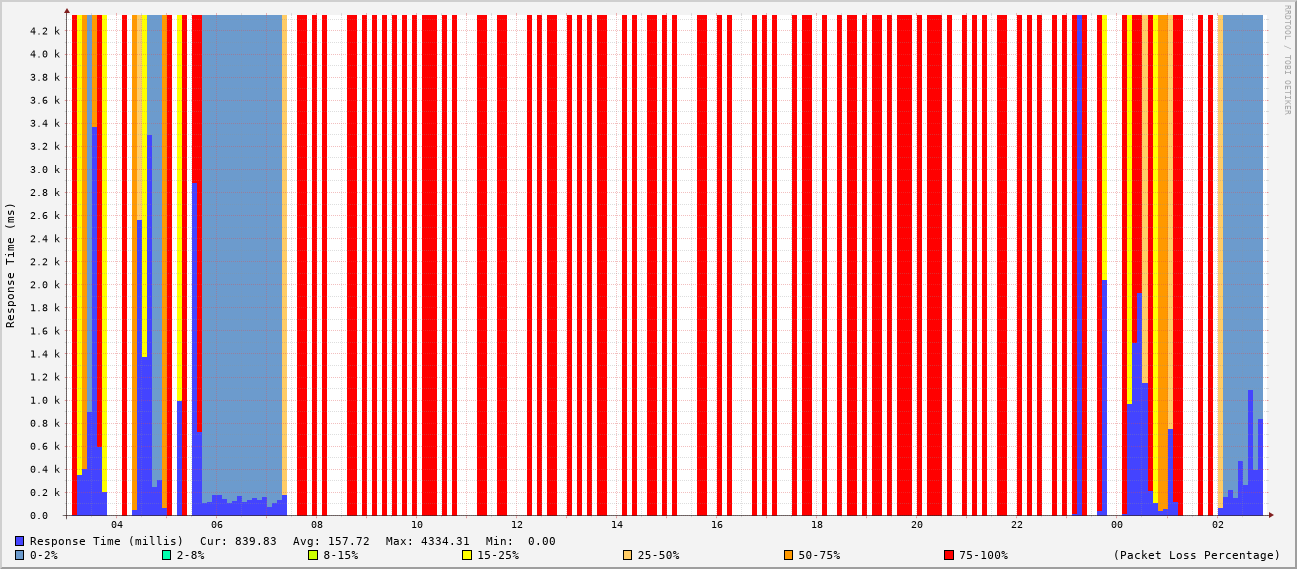 RRDTOOL / TOBI OETIKER
Response Time (ms)
4.2 k
4.0 k
3.8 k
3.6 k
3.4 k
3.2 k
3.0 k
2.8 k
2.6 k
2.4 k
2.2 k
2.0 k
1.8 k
1.6 k
1.4 k
1.2 k
1.0 k
0.8 k
0.6 k
0.4 k
0.2 k
0.0
04 06 08 10 12 14 16 18 20 22 00 02
Response Time (millis) Cur: 839.83 Avg: 157.72 Max: 4334.31 Min: 0.00
0-2% 2-8% 8-15% 15-25% 25-50% 50-75% 75-100% (Packet Loss Percentage)